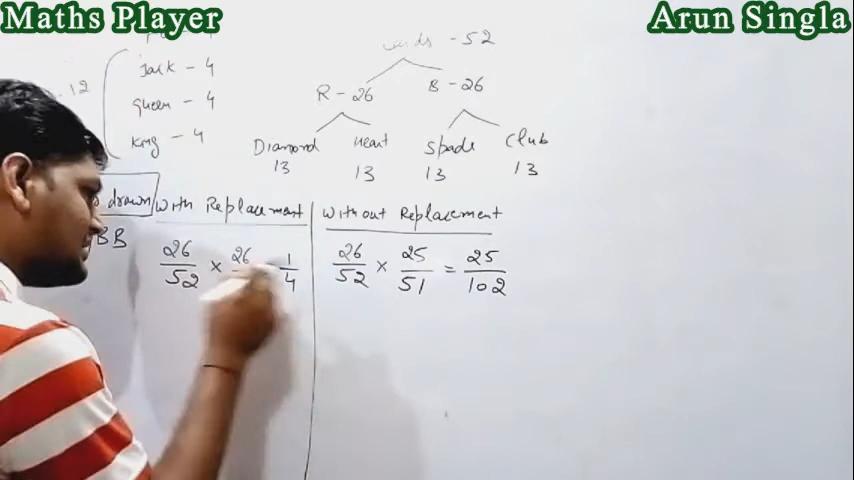 Maths Player
Arun Singla
cards - 52
Jack - 4
Queen - 4
King - 4
12
R - 26
B - 26
Diamond
Heart
Spade
Club
13
13
13
13
drawn
With Replacement
Without Replacement
BB
26/52 × 26 1/4
26/52 × 25/51 = 25/102